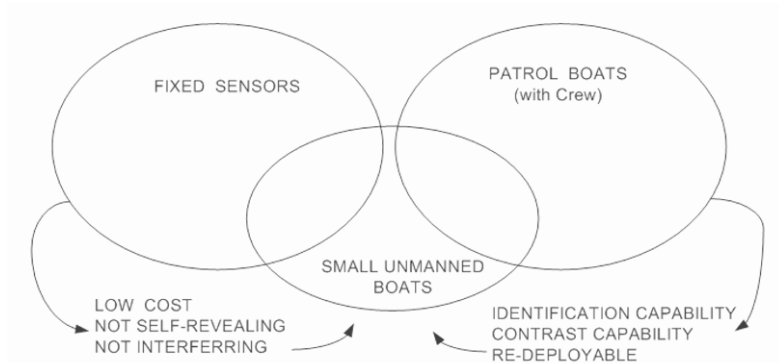 FIXED SENSORS
PATROL BOATS
(with Crew)
SMALL UNMANNED
BOATS
LOW COST
NOT SELF-REVEALING
NOT INTERFERRING
IDENTIFICATION CAPABILITY
CONTRAST CAPABILITY
RE-DEPLOYABLE